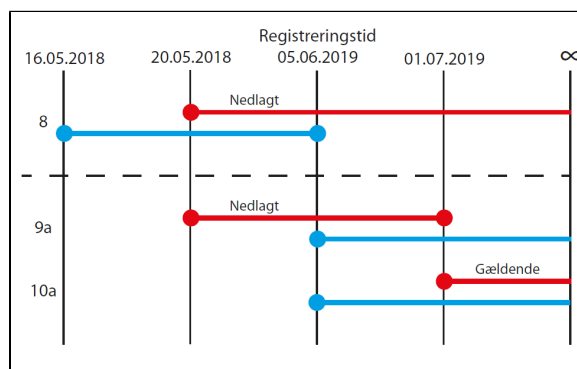 Registreringstid
16.05.2018 20.05.2018 05.06.2019 01.07.2019 ∞
Nedlagt
8
Nedlagt
9a
Gældende
10a